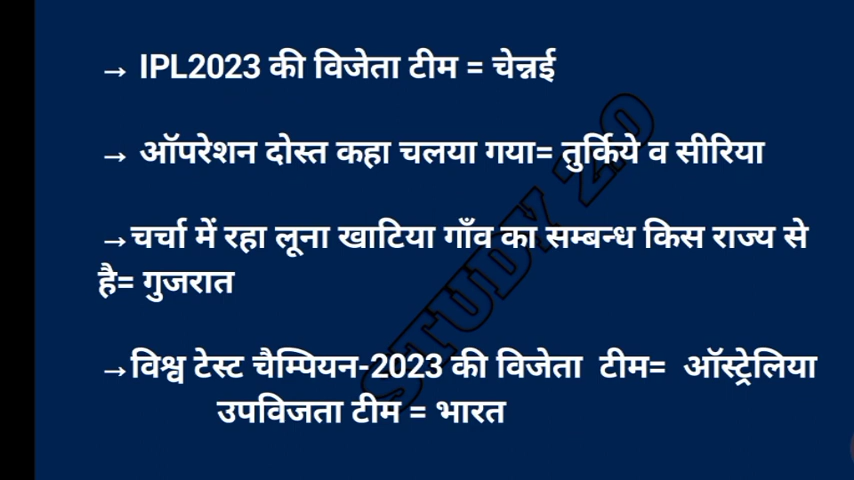 → IPL2023 की विजेता टीम = चेन्नई
→ ऑपरेशन दोस्त कहा चलया गया= तुर्किये व सीरिया
→चर्चा में रहा लूना खाटिया गाँव का सम्बन्ध किस राज्य से
है= गुजरात
→विश्व टेस्ट चैम्पियन-2023 की विजेता टीम= ऑस्ट्रेलिया
उपविजता टीम = भारत
STUDY 2.0